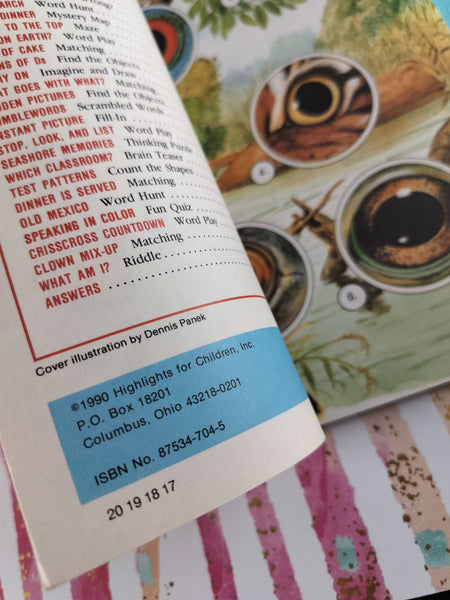 ARCH Word Hunt
DINNER Mystery Map
TO THE TOP Maze
ON EARTH? Word Play
OF CAKE Matching
NS OF Os Find the Objects
Y ON Imagine and Draw
AT GOES WITH WHAT? Matching
DEN PICTURES Find the Objects
MBLEWORDS Scrambled Words
NSTANT PICTURE Fill-In
STOP, LOOK, AND LIST Word Play
SEASHORE MEMORIES Thinking Puzzle
WHICH CLASSROOM? Brain Teaser
TEST PATTERNS Count the Shapes
DINNER IS SERVED Matching
OLD MEXICO Word Hunt
SPEAKING IN COLOR Fun Quiz
CRISSCROSS COUNTDOWN Word Play
CLOWN MIX-UP Matching
WHAT AM I? Riddle
ANSWERS
Cover illustration by Dennis Panek
©1990 Highlights for Children, Inc.
P.O. Box 18201
Columbus, Ohio 43218-0201
ISBN No. 87534-704-5
20 19 18 17